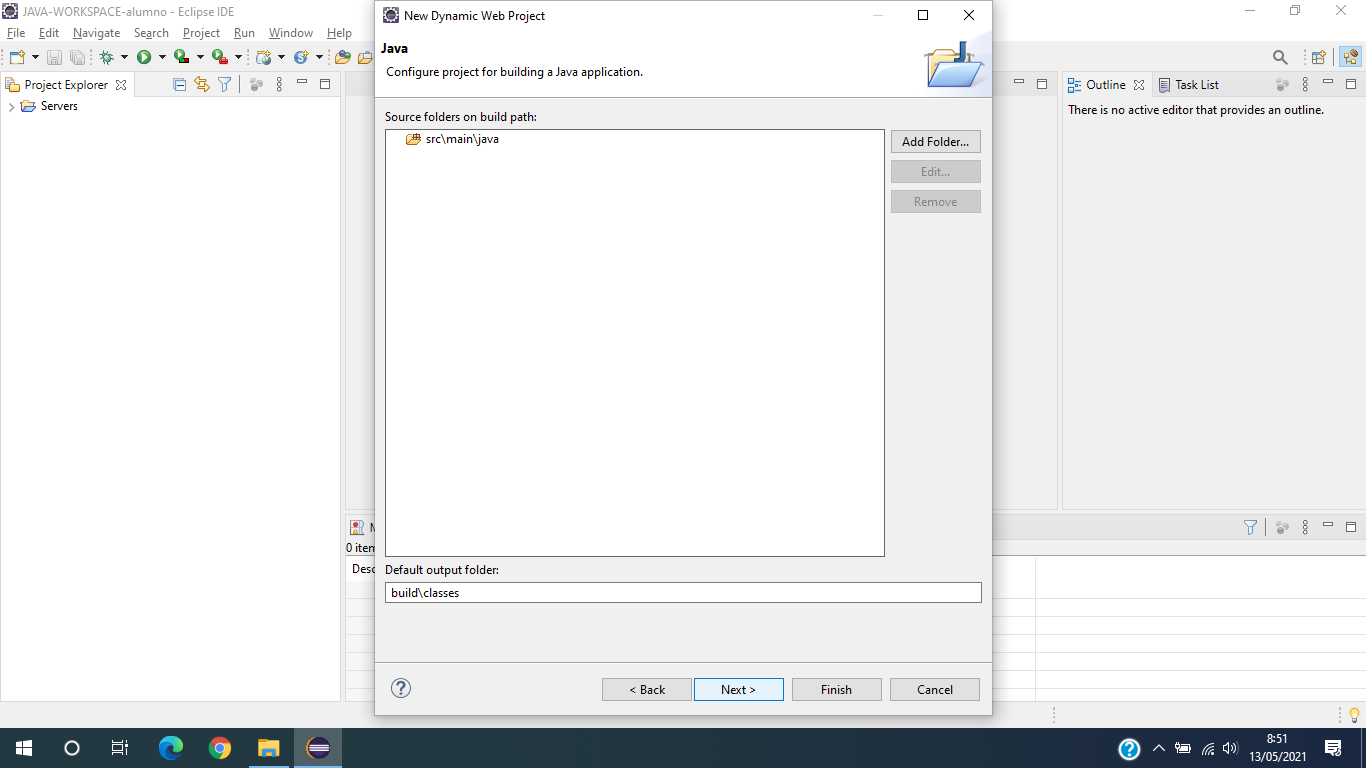 JAVA-WORKSPACE-alumno - Eclipse IDE
File Edit Navigate Search Project Run Window Help
Project Explorer
Servers
New Dynamic Web Project
Java
Configure project for building a Java application.
Source folders on build path:
src\main\java
Add Folder...
Edit...
Remove
Default output folder:
build\classes
< Back Next > Finish Cancel
Outline Task List
There is no active editor that provides an outline.
0 item
Desc
8:51
13/05/2021